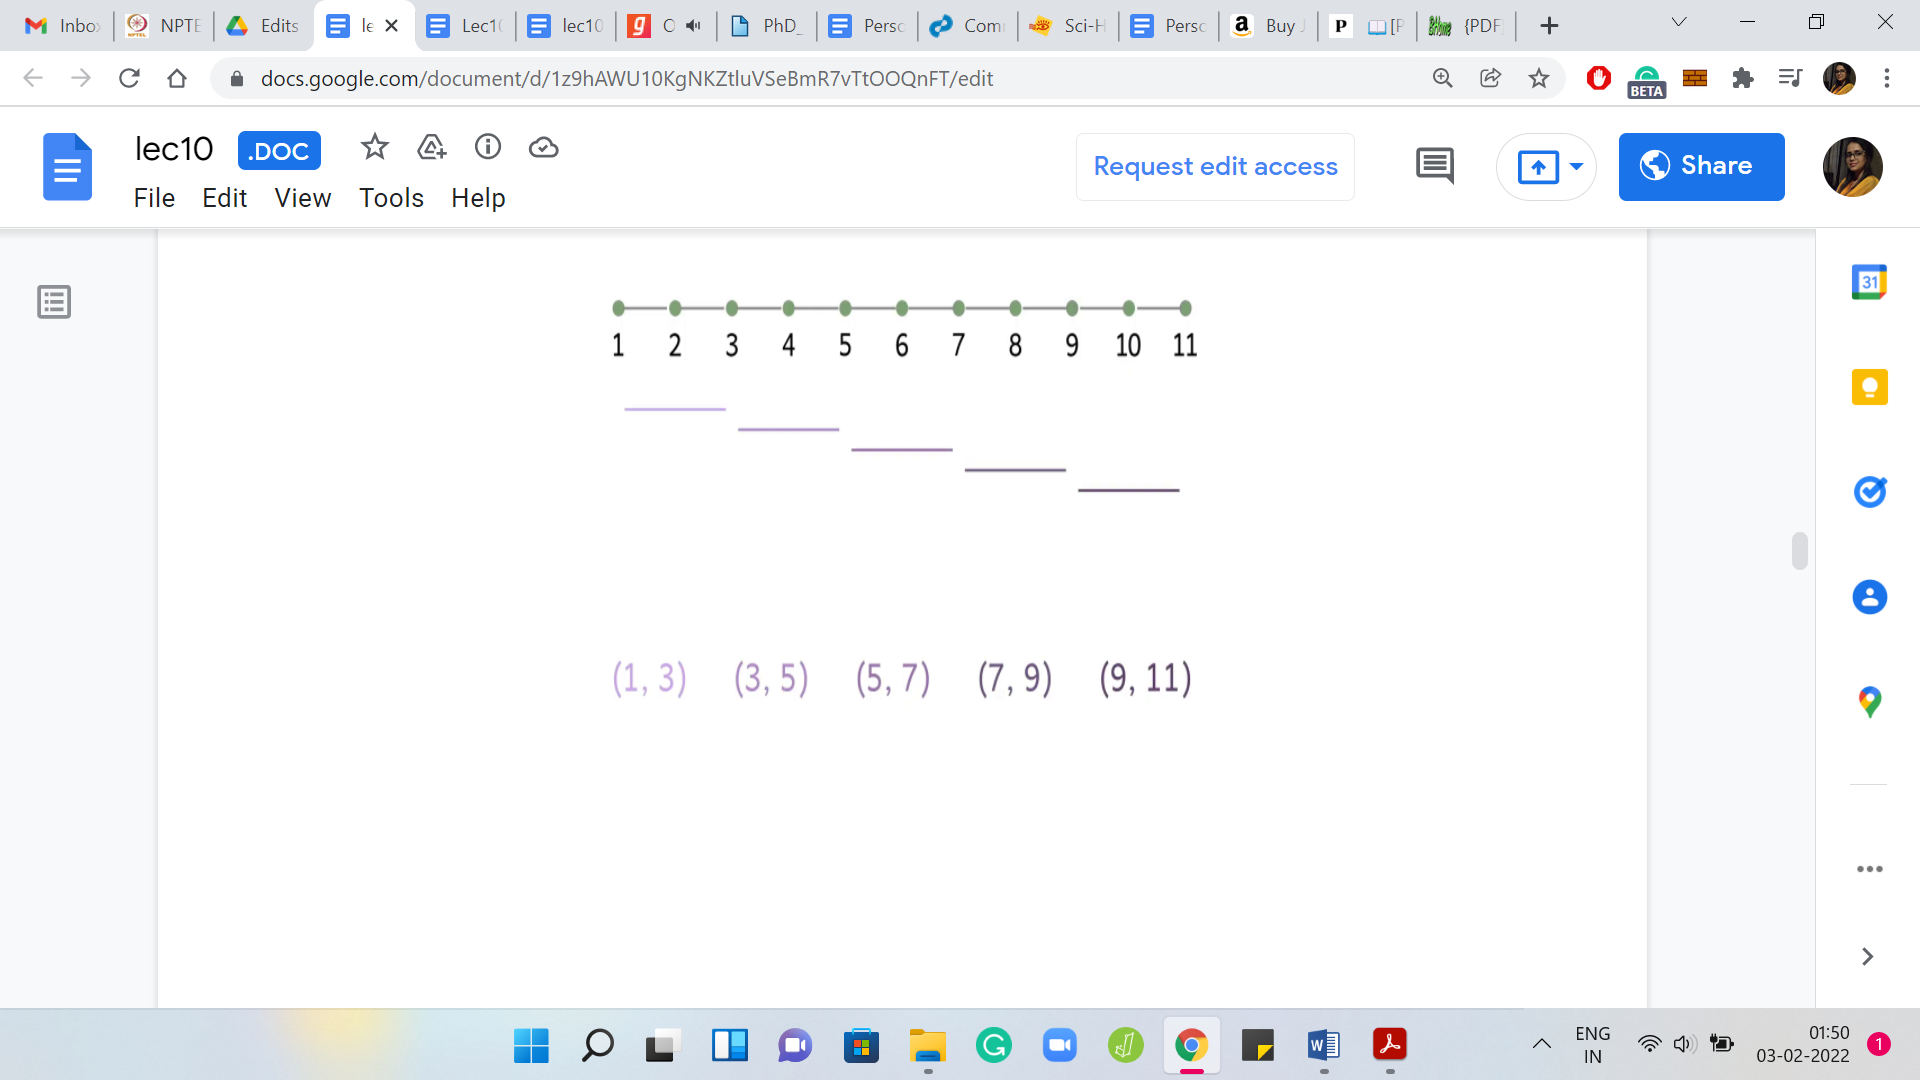 Inbo NPTE Edits le Lec1 lec10 PhD_ Perso Com Sci-H Perso Buy J [P {PDF
docs.google.com/document/d/1z9hAWU10KgNKZtluVSeBmR7vTtOOQnFT/edit
BETA
lec10 .DOC
Request edit access
Share
File Edit View Tools Help
31
1 2 3 4 5 6 7 8 9 10 11
(1, 3) (3, 5) (5, 7) (7, 9) (9, 11)
ENG
IN
01:50
03-02-2022
1